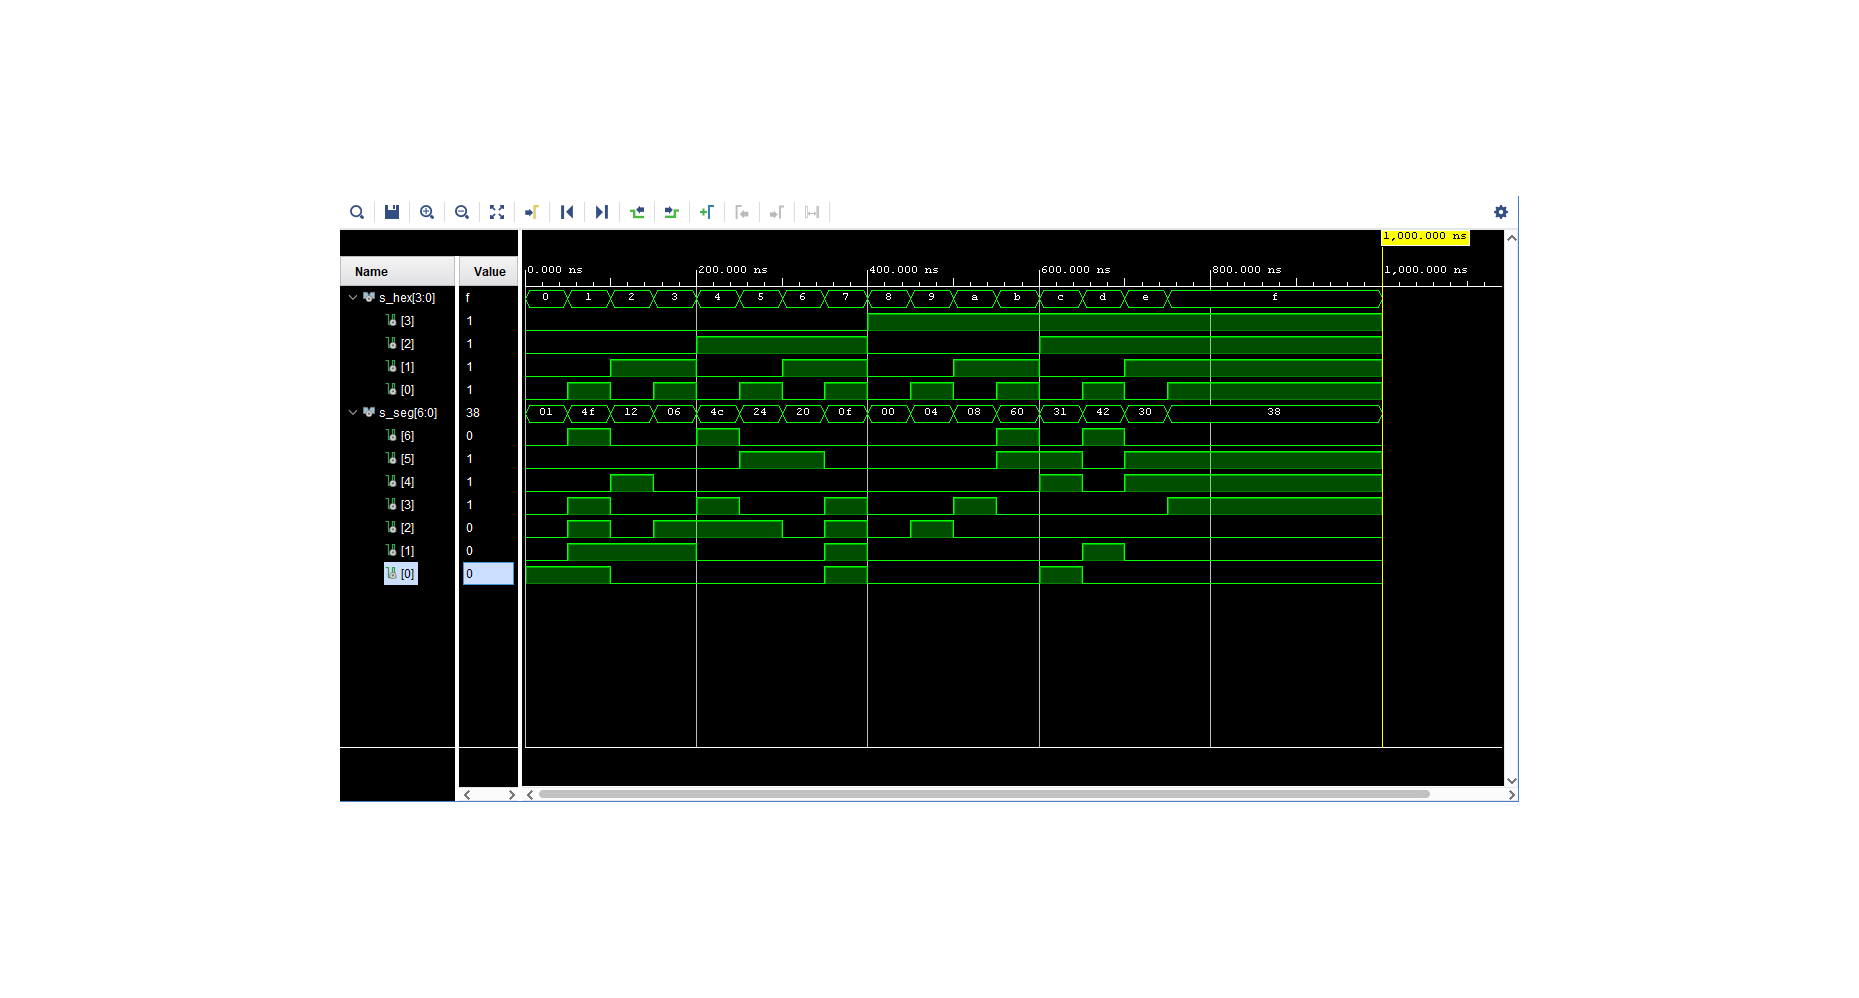 1,000.000 ns
Name Value 0.000 ns 200.000 ns 400.000 ns 600.000 ns 800.000 ns 1,000.000 ns
s_hex[3:0] f 0 1 2 3 4 5 6 7 8 9 a b c d e f
[3] 1
[2] 1
[1] 1
[0] 1
s_seg[6:0] 38 01 4f 12 06 4c 24 20 0f 00 04 08 60 31 42 30 38
[6] 0
[5] 1
[4] 1
[3] 1
[2] 0
[1] 0
[0] 0